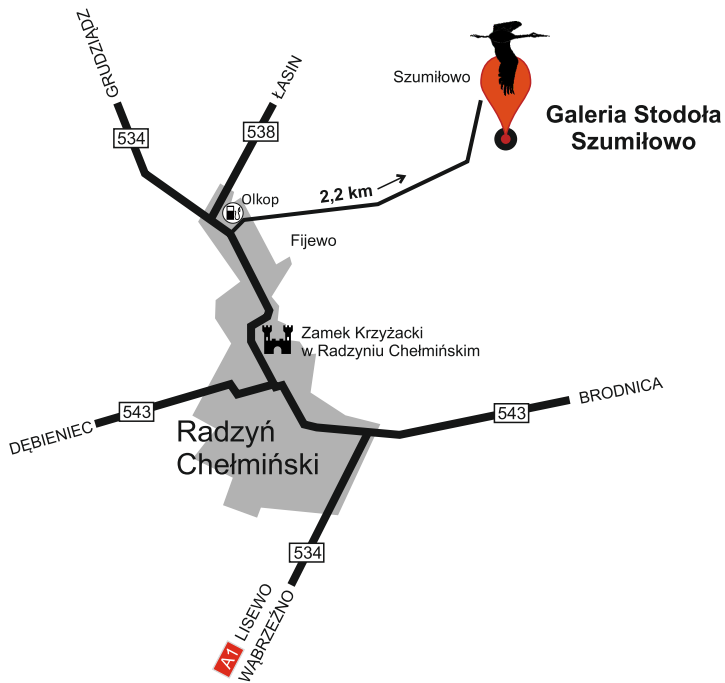 GRUDZIĄDZ
534
ŁASIN
538
Szumiłowo
Galeria Stodoła
Szumiłowo
2,2 km
Olkop
Fijewo
Zamek Krzyżacki
w Radzyniu Chełmińskim
DĘBIENIEC
543
543
BRODNICA
Radzyń
Chełmiński
534
A1 LISEWO
WĄBRZEŹNO